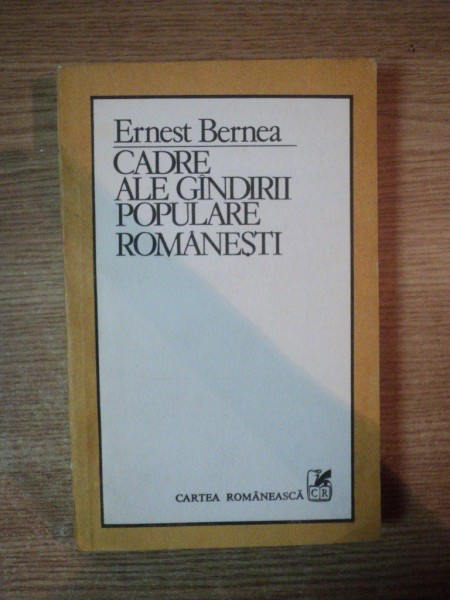 Ernest Bernea
CADRE
ALE GÎNDIRII
POPULARE
ROMÂNEȘTI
CARTEA ROMÂNEASCĂ
CR